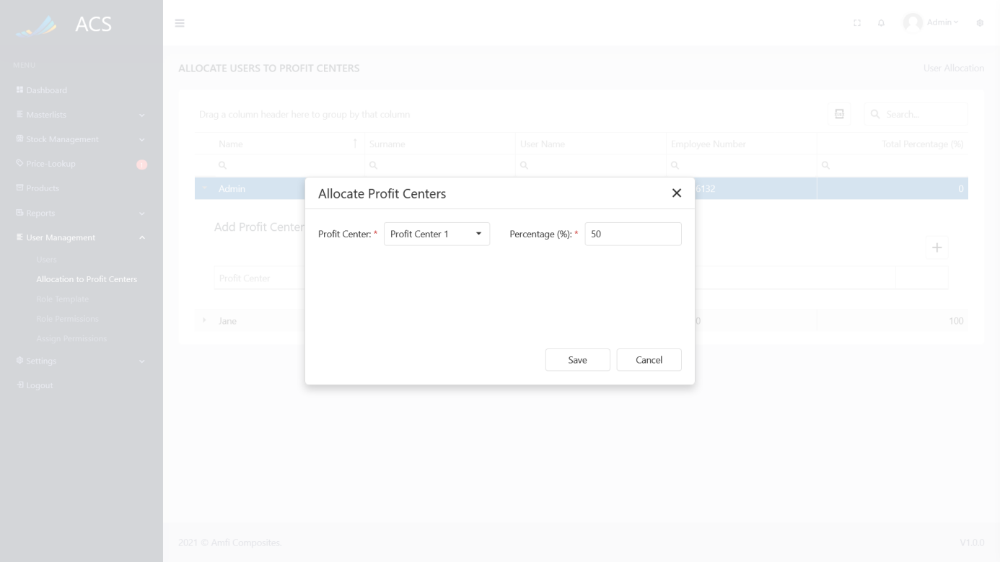 ACS
Admin
MENU
ALLOCATE USERS TO PROFIT CENTERS
User Allocation
Dashboard
Masterlists
Stock Management
Price-Lookup
1
Products
Reports
User Management
Users
Allocation to Profit Centers
Role Template
Role Permissions
Assign Permissions
Settings
Logout
Drag a column header here to group by that column
Search...
Name Surname User Name Employee Number Total Percentage (%)
Admin 6132 0
Add Profit Center
Profit Center
Jane 0 100
Allocate Profit Centers
Profit Center: * Profit Center 1 Percentage (%): * 50
Save Cancel
2021 © Amfi Composites.
V1.0.0